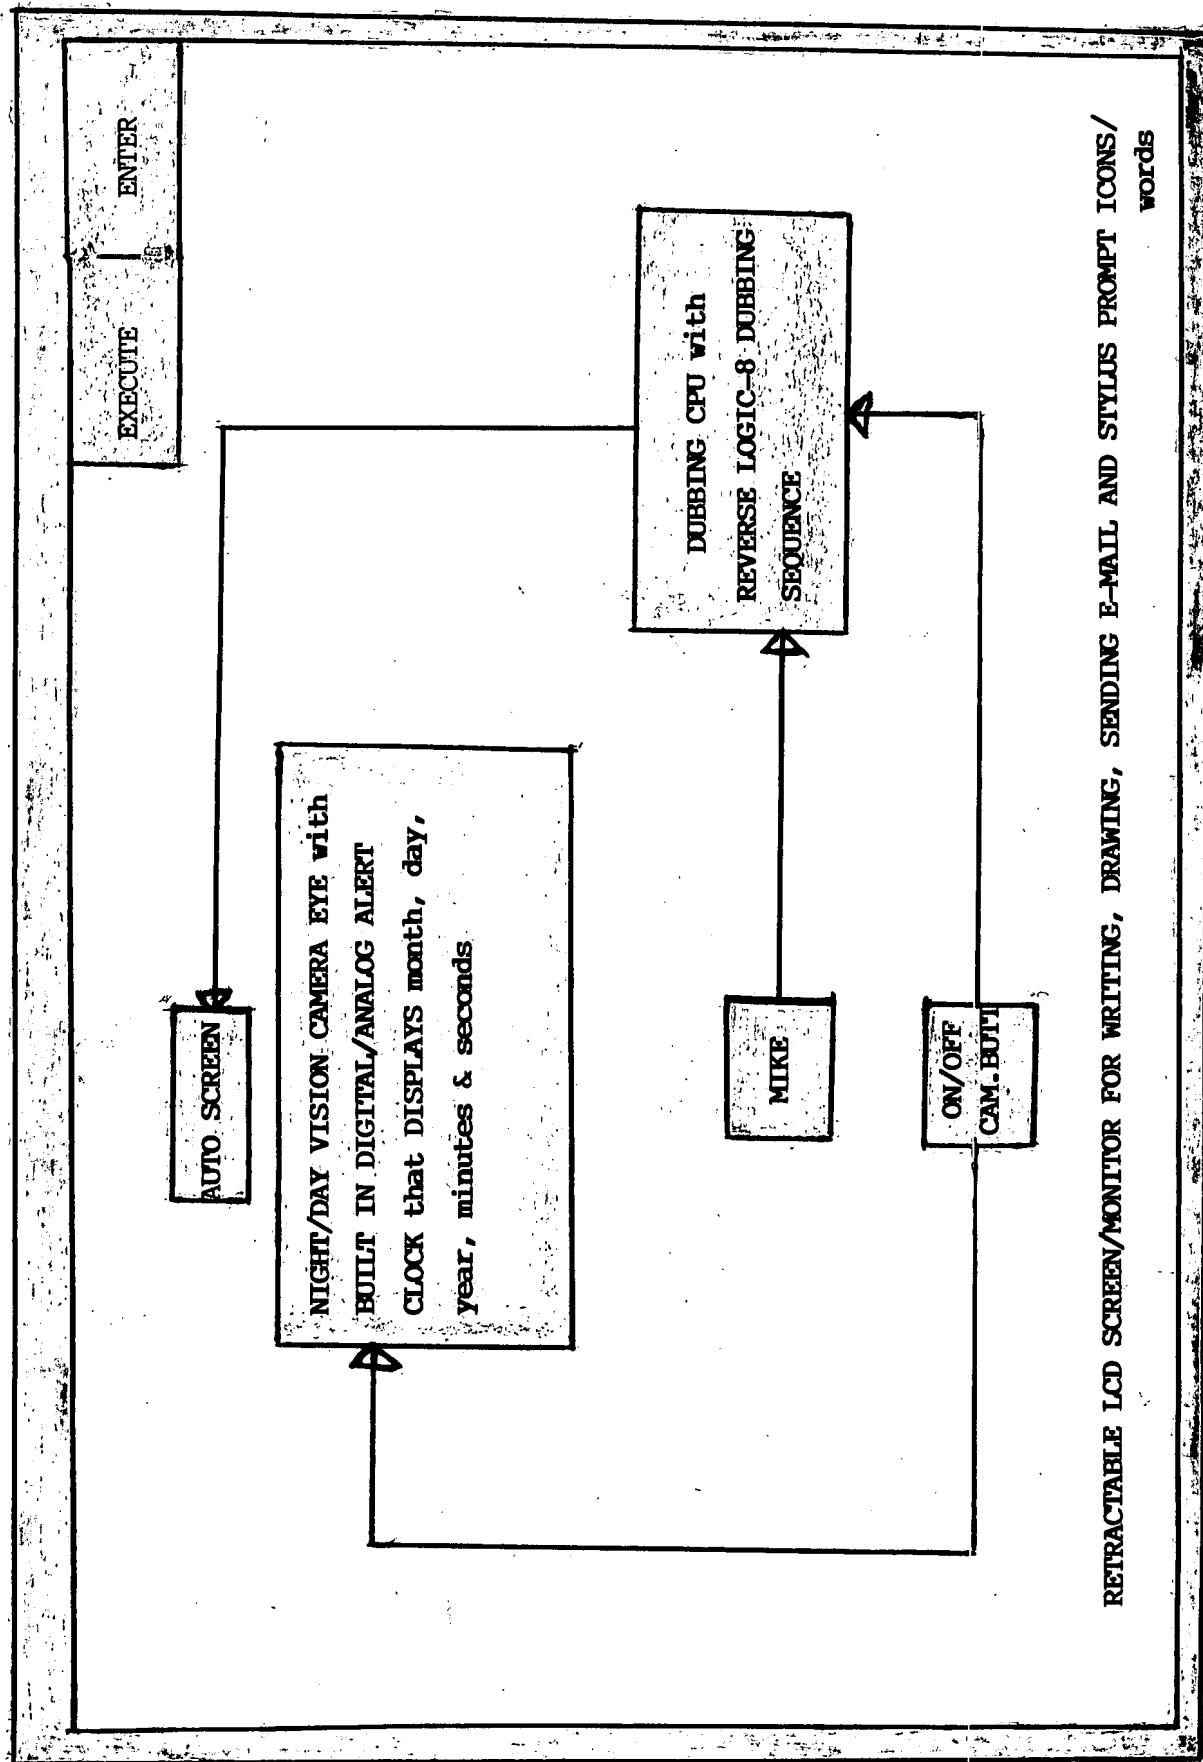 EXECUTE | ENTER
AUTO SCREEN
NIGHT/DAY VISION CAMERA EYE with
BUILT IN DIGITAL/ANALOG ALERT
CLOCK that DISPLAYS month, day,
year, minutes & seconds
DUBBING CPU with
REVERSE LOGIC-8 DUBBING
SEQUENCE
MIKE
ON/OFF
CAM.BUTT
RETRACTABLE LCD SCREEN/MONITOR FOR WRITING, DRAWING, SENDING E-MAIL AND STYLUS PROMPT ICONS/
words